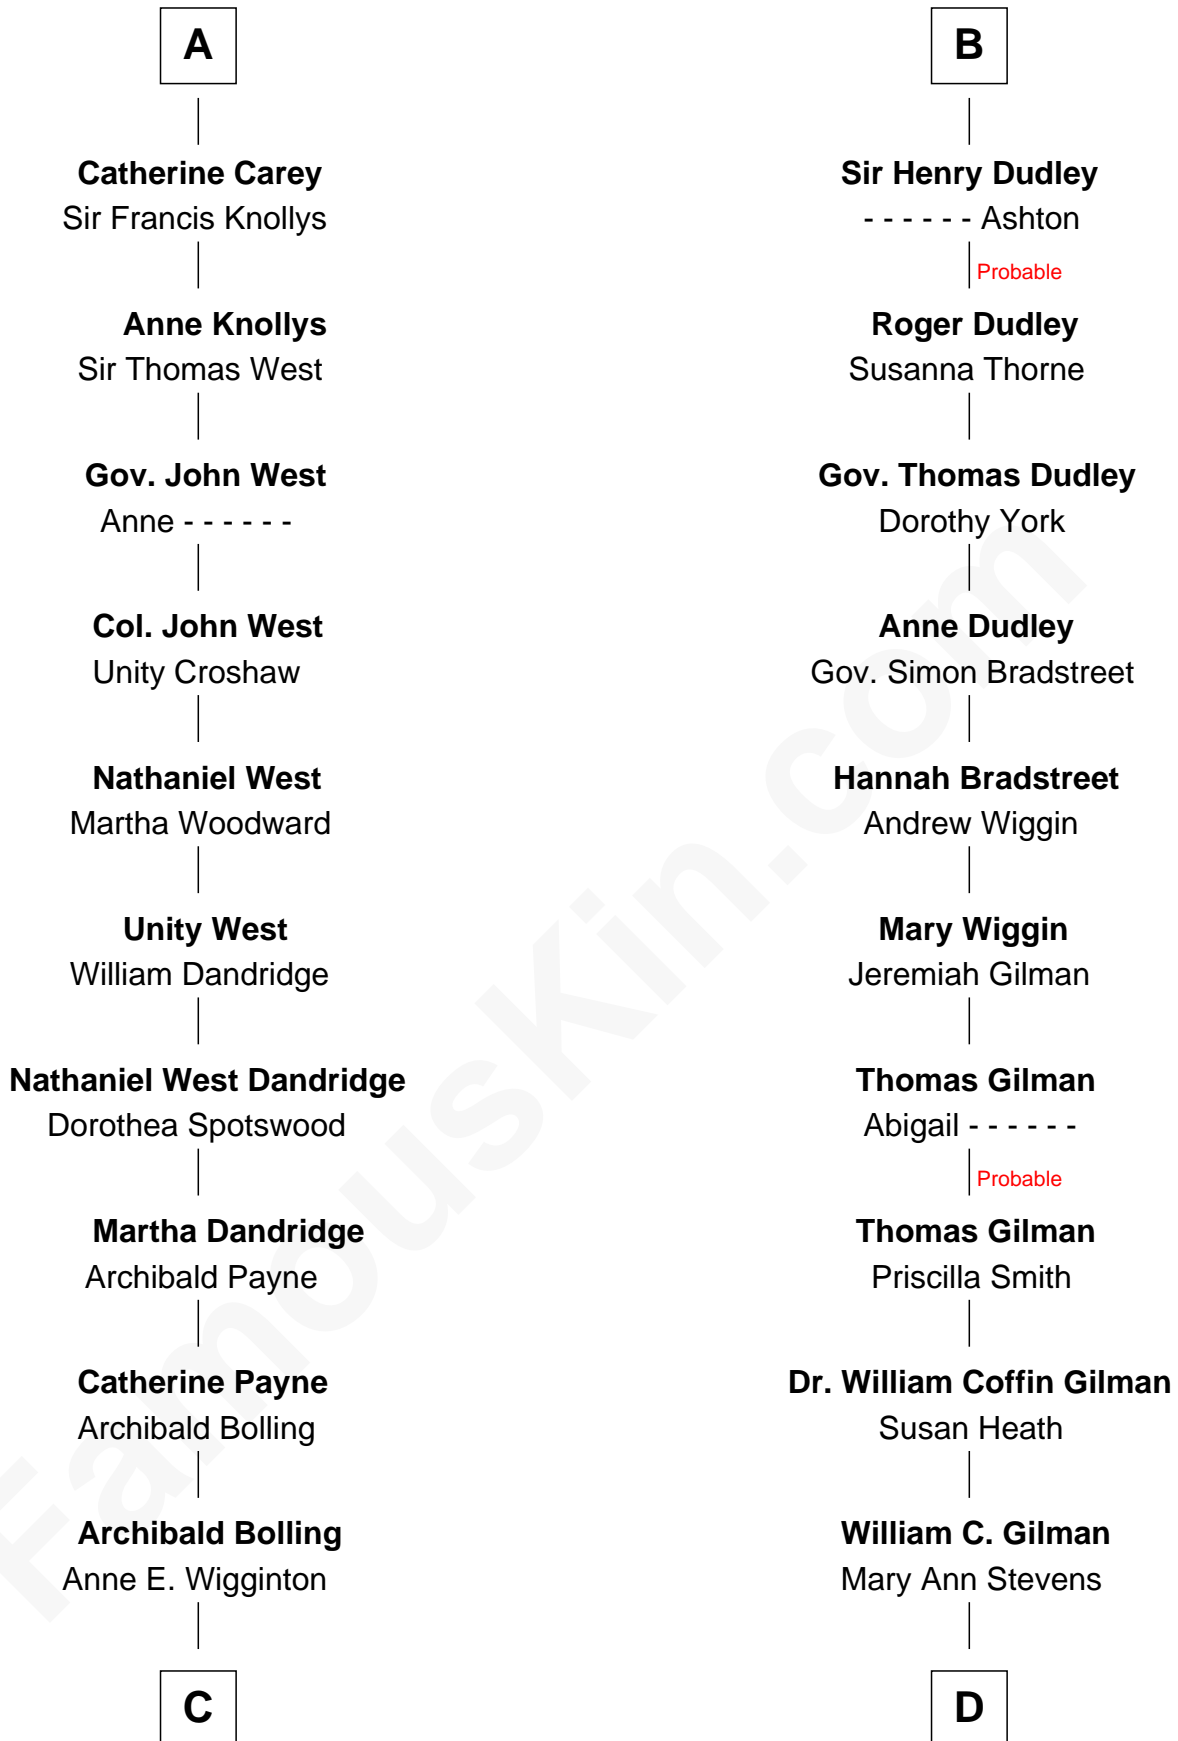 A
Catherine Carey
Sir Francis Knollys
Anne Knollys
Sir Thomas West
Gov. John West
Anne - - - - - -
Col. John West
Unity Croshaw
Nathaniel West
Martha Woodward
Unity West
William Dandridge
Nathaniel West Dandridge
Dorothea Spotswood
Martha Dandridge
Archibald Payne
Catherine Payne
Archibald Bolling
Archibald Bolling
Anne E. Wigginton
C
B
Sir Henry Dudley
- - - - - - Ashton
Probable
Roger Dudley
Susanna Thorne
Gov. Thomas Dudley
Dorothy York
Anne Dudley
Gov. Simon Bradstreet
Hannah Bradstreet
Andrew Wiggin
Mary Wiggin
Jeremiah Gilman
Thomas Gilman
Abigail - - - - - -
Probable
Thomas Gilman
Priscilla Smith
Dr. William Coffin Gilman
Susan Heath
William C. Gilman
Mary Ann Stevens
D
FamousKin.com